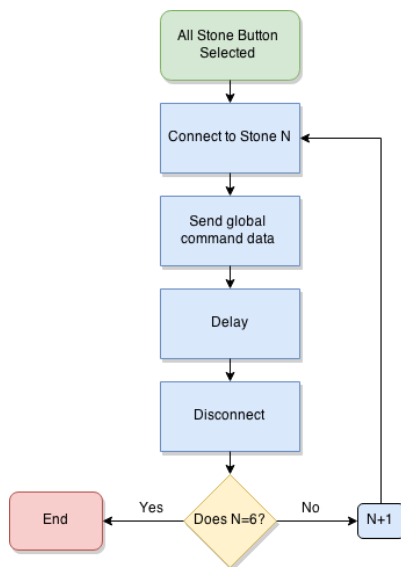 All Stone Button
Selected
Connect to Stone N
Send global
command data
Delay
Disconnect
Does N=6?
Yes
No
End
N+1